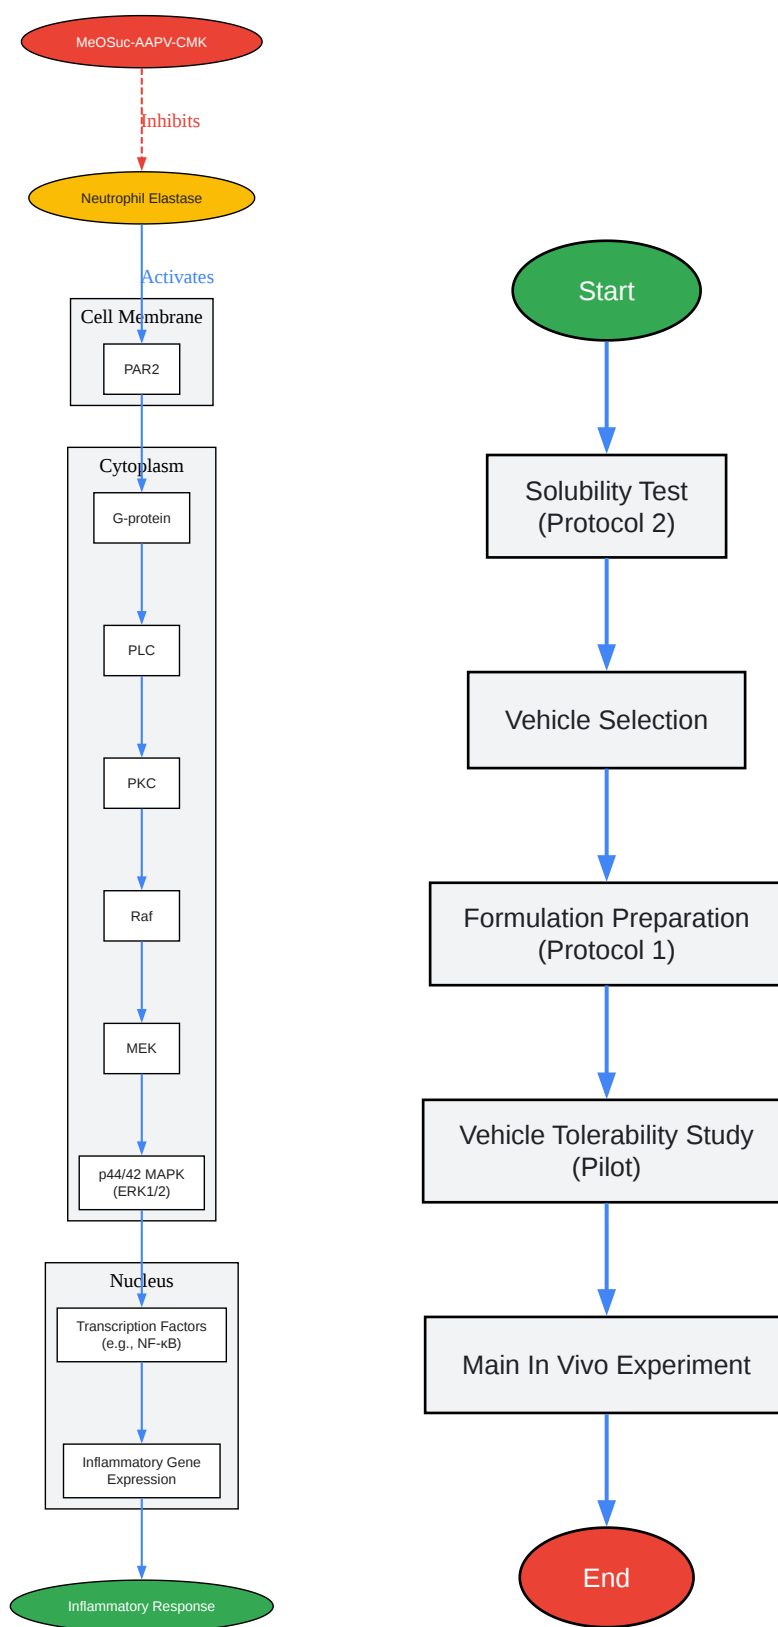 MeOSuc-AAPV-CMK
Inhibits
Neutrophil Elastase
Activates
Cell Membrane
PAR2
Cytoplasm
G-protein
PLC
PKC
Raf
MEK
p44/42 MAPK
(ERK1/2)
Nucleus
Transcription Factors
(e.g., NF-κB)
Inflammatory Gene
Expression
Inflammatory Response
Start
Solubility Test
(Protocol 2)
Vehicle Selection
Formulation Preparation
(Protocol 1)
Vehicle Tolerability Study
(Pilot)
Main In Vivo Experiment
End